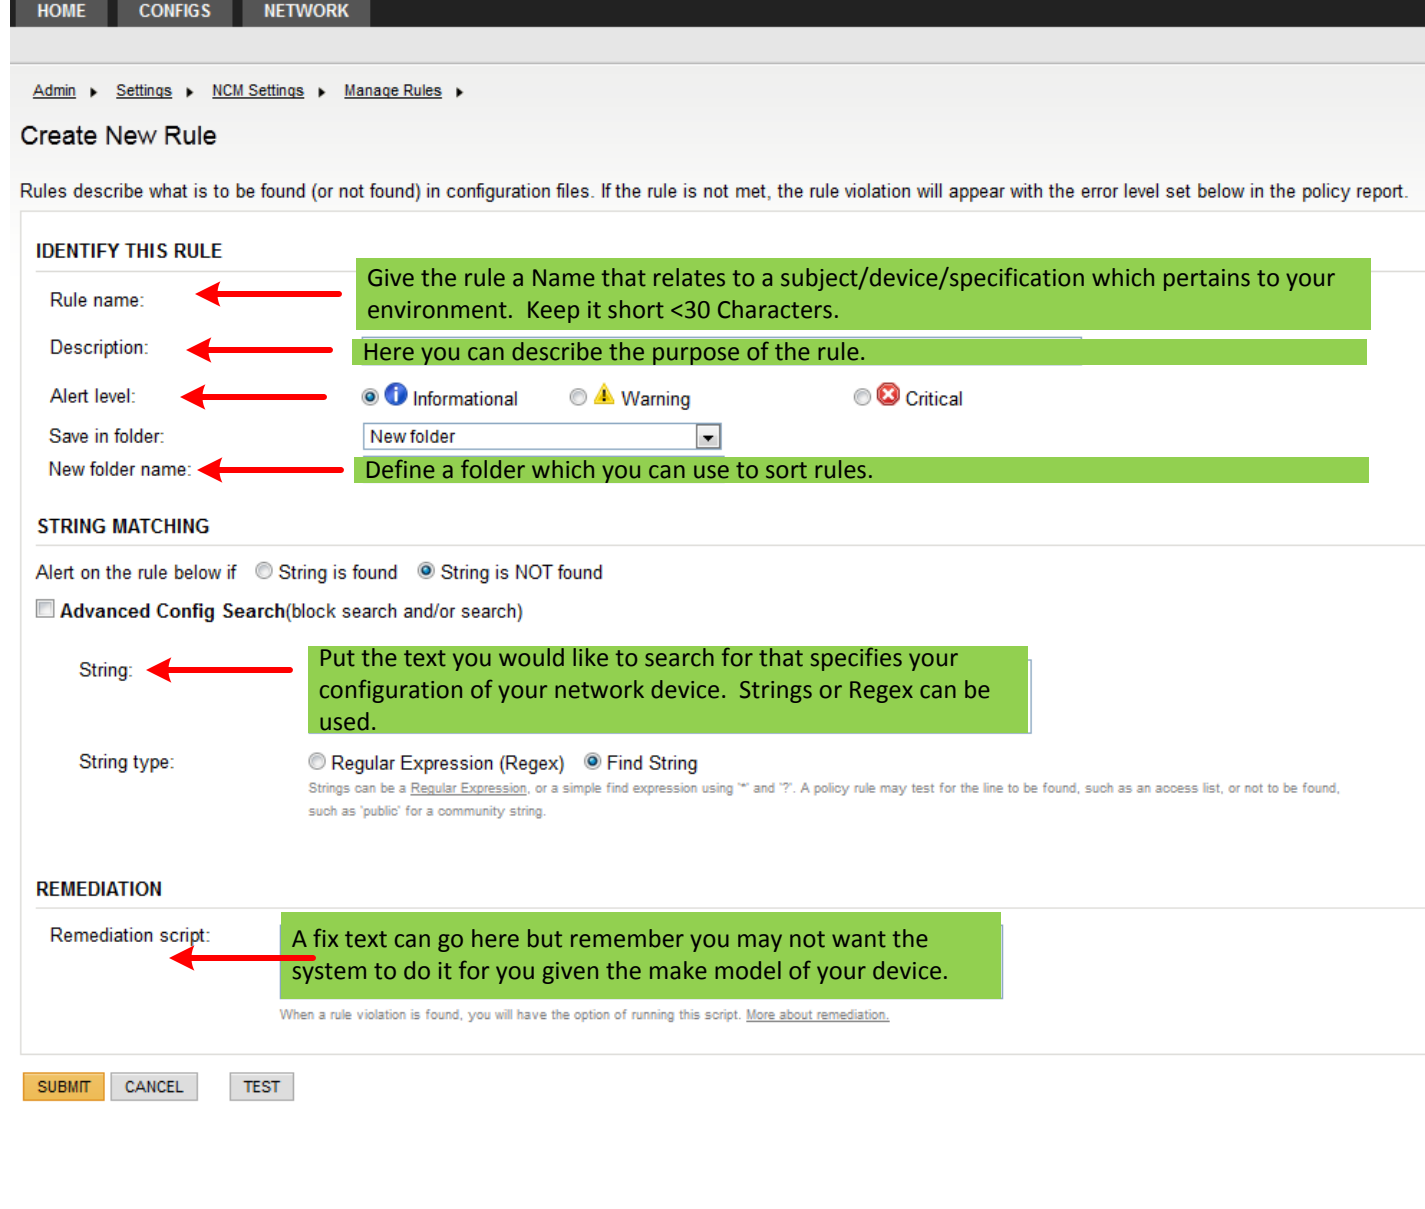 HOME CONFIGS NETWORK
Admin Settings NCM Settings Manage Rules
Create New Rule
Rules describe what is to be found (or not found) in configuration files. If the rule is not met, the rule violation will appear with the error level set below in the policy report.
IDENTIFY THIS RULE
Rule name:
Give the rule a Name that relates to a subject/device/specification which pertains to your
environment. Keep it short <30 Characters.
Description:
Here you can describe the purpose of the rule.
Alert level:
Informational Warning Critical
Save in folder:
New folder
New folder name:
Define a folder which you can use to sort rules.
STRING MATCHING
Alert on the rule below if String is found String is NOT found
Advanced Config Search(block search and/or search)
String:
Put the text you would like to search for that specifies your
configuration of your network device. Strings or Regex can be
used.
String type:
Regular Expression (Regex) Find String
Strings can be a Regular Expression, or a simple find expression using '*' and '?'. A policy rule may test for the line to be found, such as an access list, or not to be found,
such as 'public' for a community string.
REMEDIATION
Remediation script:
A fix text can go here but remember you may not want the
system to do it for you given the make model of your device.
When a rule violation is found, you will have the option of running this script. More about remediation.
SUBMIT CANCEL TEST